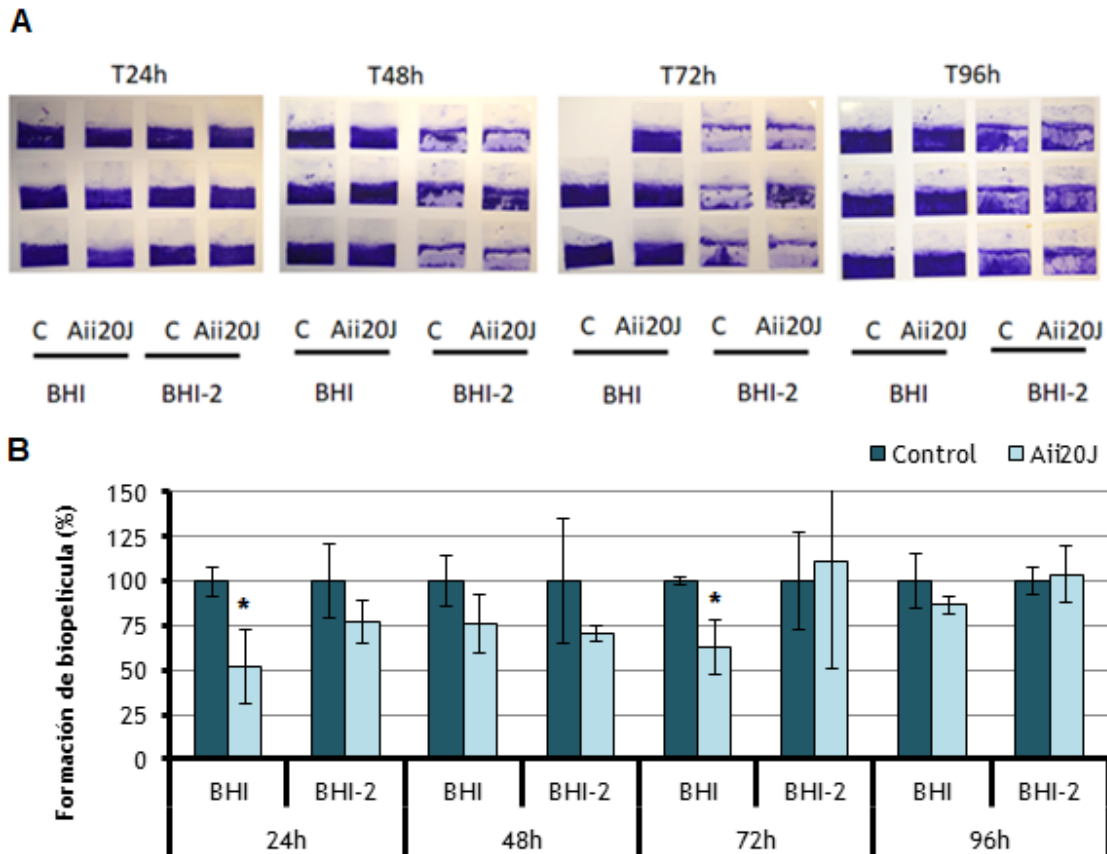 A
T24h T48h T72h T96h
C Aii20J C Aii20J C Aii20J C Aii20J C Aii20J C Aii20J C Aii20J C Aii20J
BHI BHI-2 BHI BHI-2 BHI BHI-2 BHI BHI-2
B
Control Aii20J
Formación de biopelicula (%)
150
125
100
75
50
25
0
* *
BHI BHI-2 BHI BHI-2 BHI BHI-2 BHI BHI-2
24h 48h 72h 96h